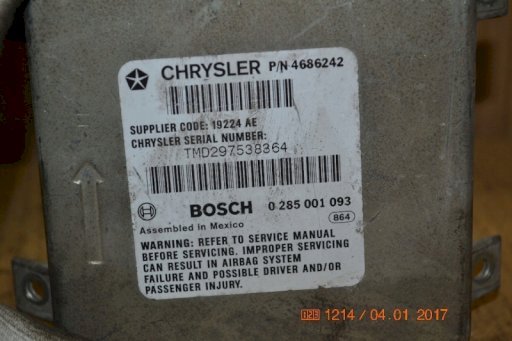 CHRYSLER P/N 4686242
SUPPLIER CODE: 19224 AE
CHRYSLER SERIAL NUMBER:
TMD297538364
BOSCH 0 285 001 093
Assembled in Mexico 864
WARNING: REFER TO SERVICE MANUAL
BEFORE SERVICING. IMPROPER SERVICING
CAN RESULT IN AIRBAG SYSTEM
FAILURE AND POSSIBLE DRIVER AND/OR
PASSENGER INJURY.
1214 / 04.01 2017